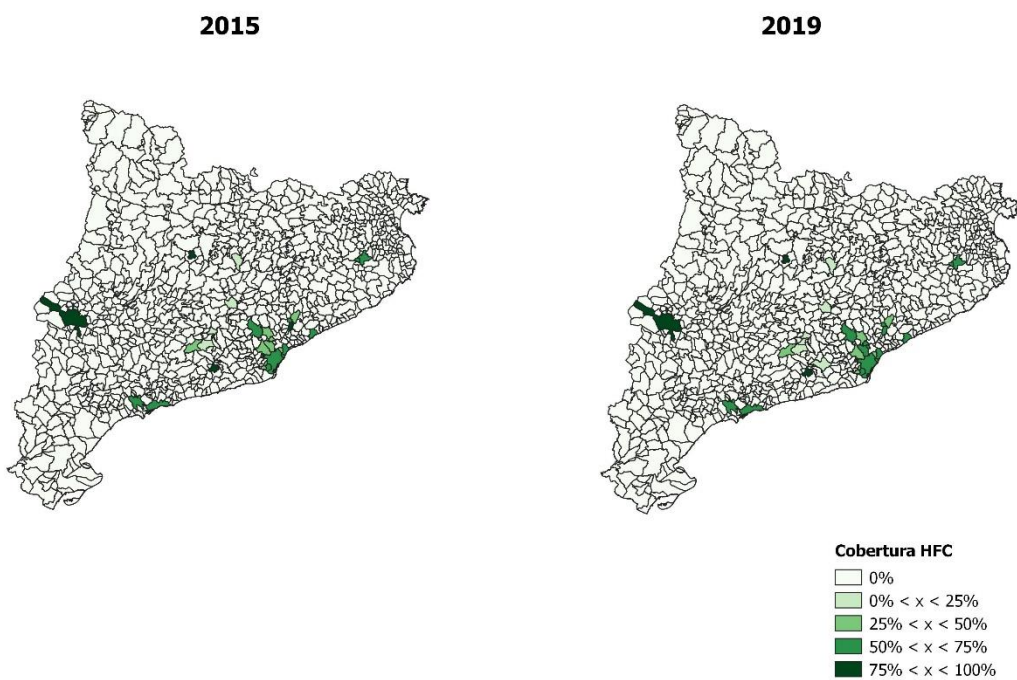 2015
2019
Cobertura HFC
0%
0% < x < 25%
25% < x < 50%
50% < x < 75%
75% < x < 100%